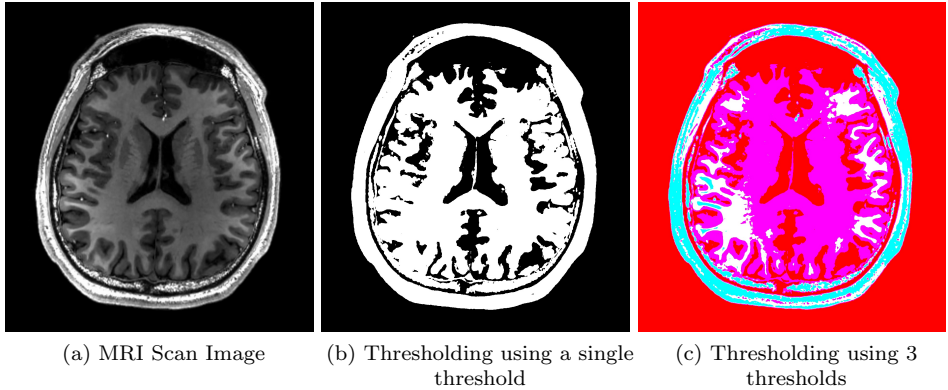 (a) MRI Scan Image
(b) Thresholding using a single
threshold
(c) Thresholding using 3
thresholds